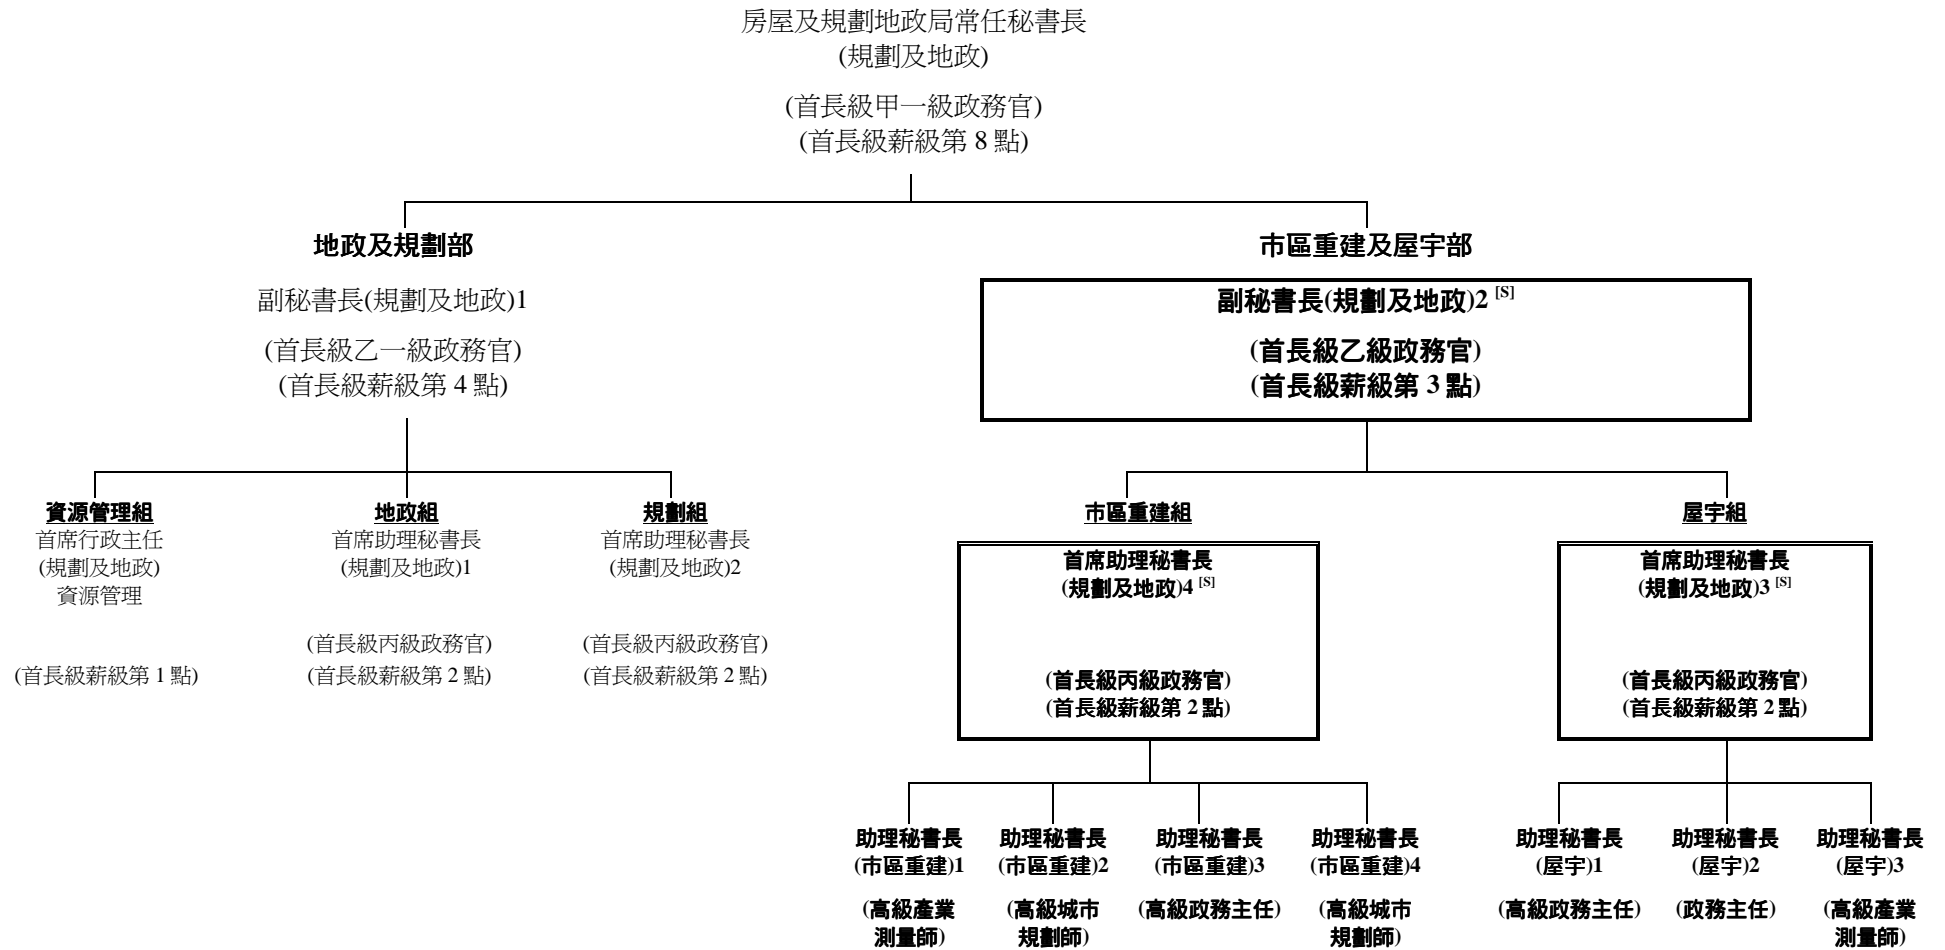 房屋及規劃地政局常任秘書長
(規劃及地政)
(首長級甲一級政務官)
(首長級薪級第 8 點)
地政及規劃部
副秘書長(規劃及地政)1
(首長級乙一級政務官)
(首長級薪級第 4 點)
市區重建及屋宇部
副秘書長(規劃及地政)2 [S]
(首長級乙級政務官)
(首長級薪級第 3 點)
資源管理組
首席行政主任
(規劃及地政)
資源管理
(首長級薪級第 1 點)
地政組
首席助理秘書長
(規劃及地政)1
(首長級丙級政務官)
(首長級薪級第 2 點)
規劃組
首席助理秘書長
(規劃及地政)2
(首長級丙級政務官)
(首長級薪級第 2 點)
市區重建組
首席助理秘書長
(規劃及地政)4 [S]
(首長級丙級政務官)
(首長級薪級第 2 點)
屋宇組
首席助理秘書長
(規劃及地政)3 [S]
(首長級丙級政務官)
(首長級薪級第 2 點)
助理秘書長
(市區重建)1
(高級產業
測量師)
助理秘書長
(市區重建)2
(高級城市
規劃師)
助理秘書長
(市區重建)3
(高級政務主任)
助理秘書長
(市區重建)4
(高級城市
規劃師)
助理秘書長
(屋宇)1
(高級政務主任)
助理秘書長
(屋宇)2
(政務主任)
助理秘書長
(屋宇)3
(高級產業
測量師)